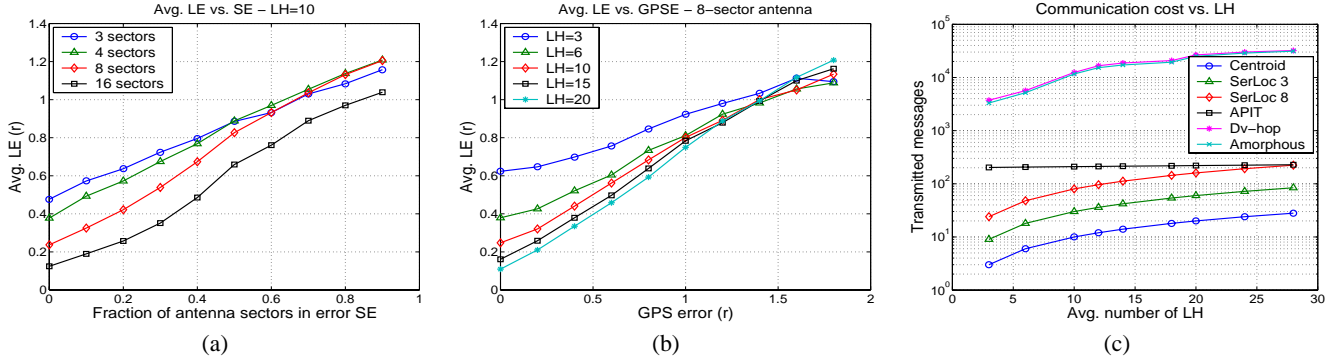 Avg. LE vs. SE − LH=10
Avg. LE (r)
1.4
1.2
1
0.8
0.6
0.4
0.2
0
3 sectors
4 sectors
8 sectors
16 sectors
0 0.2 0.4 0.6 0.8 1
Fraction of antenna sectors in error SE
(a)
Avg. LE vs. GPSE − 8−sector antenna
Avg. LE (r)
1.4
1.2
1
0.8
0.6
0.4
0.2
0
LH=3
LH=6
LH=10
LH=15
LH=20
0 0.5 1 1.5 2
GPS error (r)
(b)
Communication cost vs. LH
Transmitted messages
10^5
10^4
10^3
10^2
10^1
10^0
Centroid
SerLoc 3
SerLoc 8
APIT
Dv−hop
Amorphous
0 5 10 15 20 25 30
Avg. number of LH
(c)